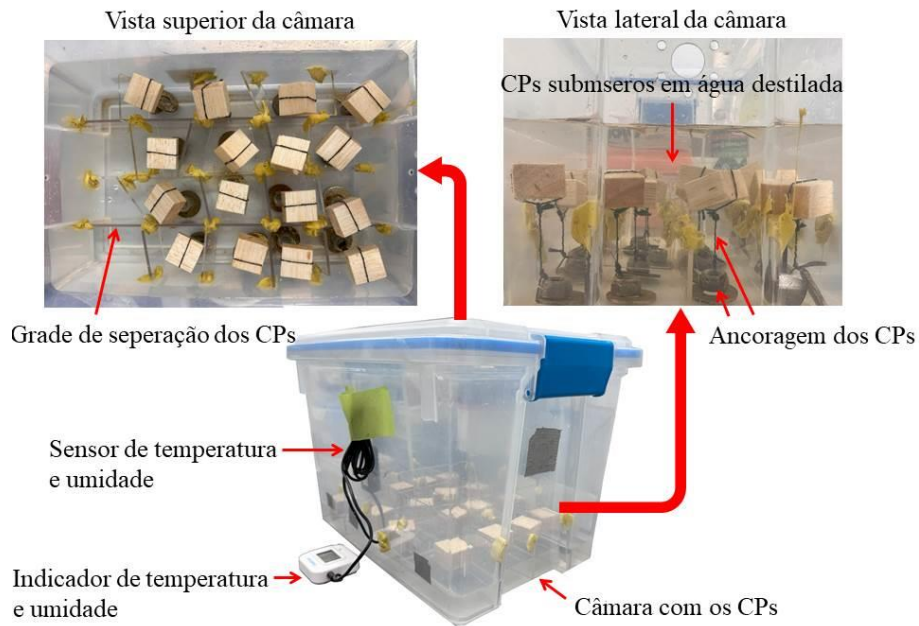 Vista superior da câmara
Vista lateral da câmara
CPs submseros em água destilada
Grade de seperação dos CPs
Ancoragem dos CPs
Sensor de temperatura
e umidade
Indicador de temperatura
e umidade
Câmara com os CPs